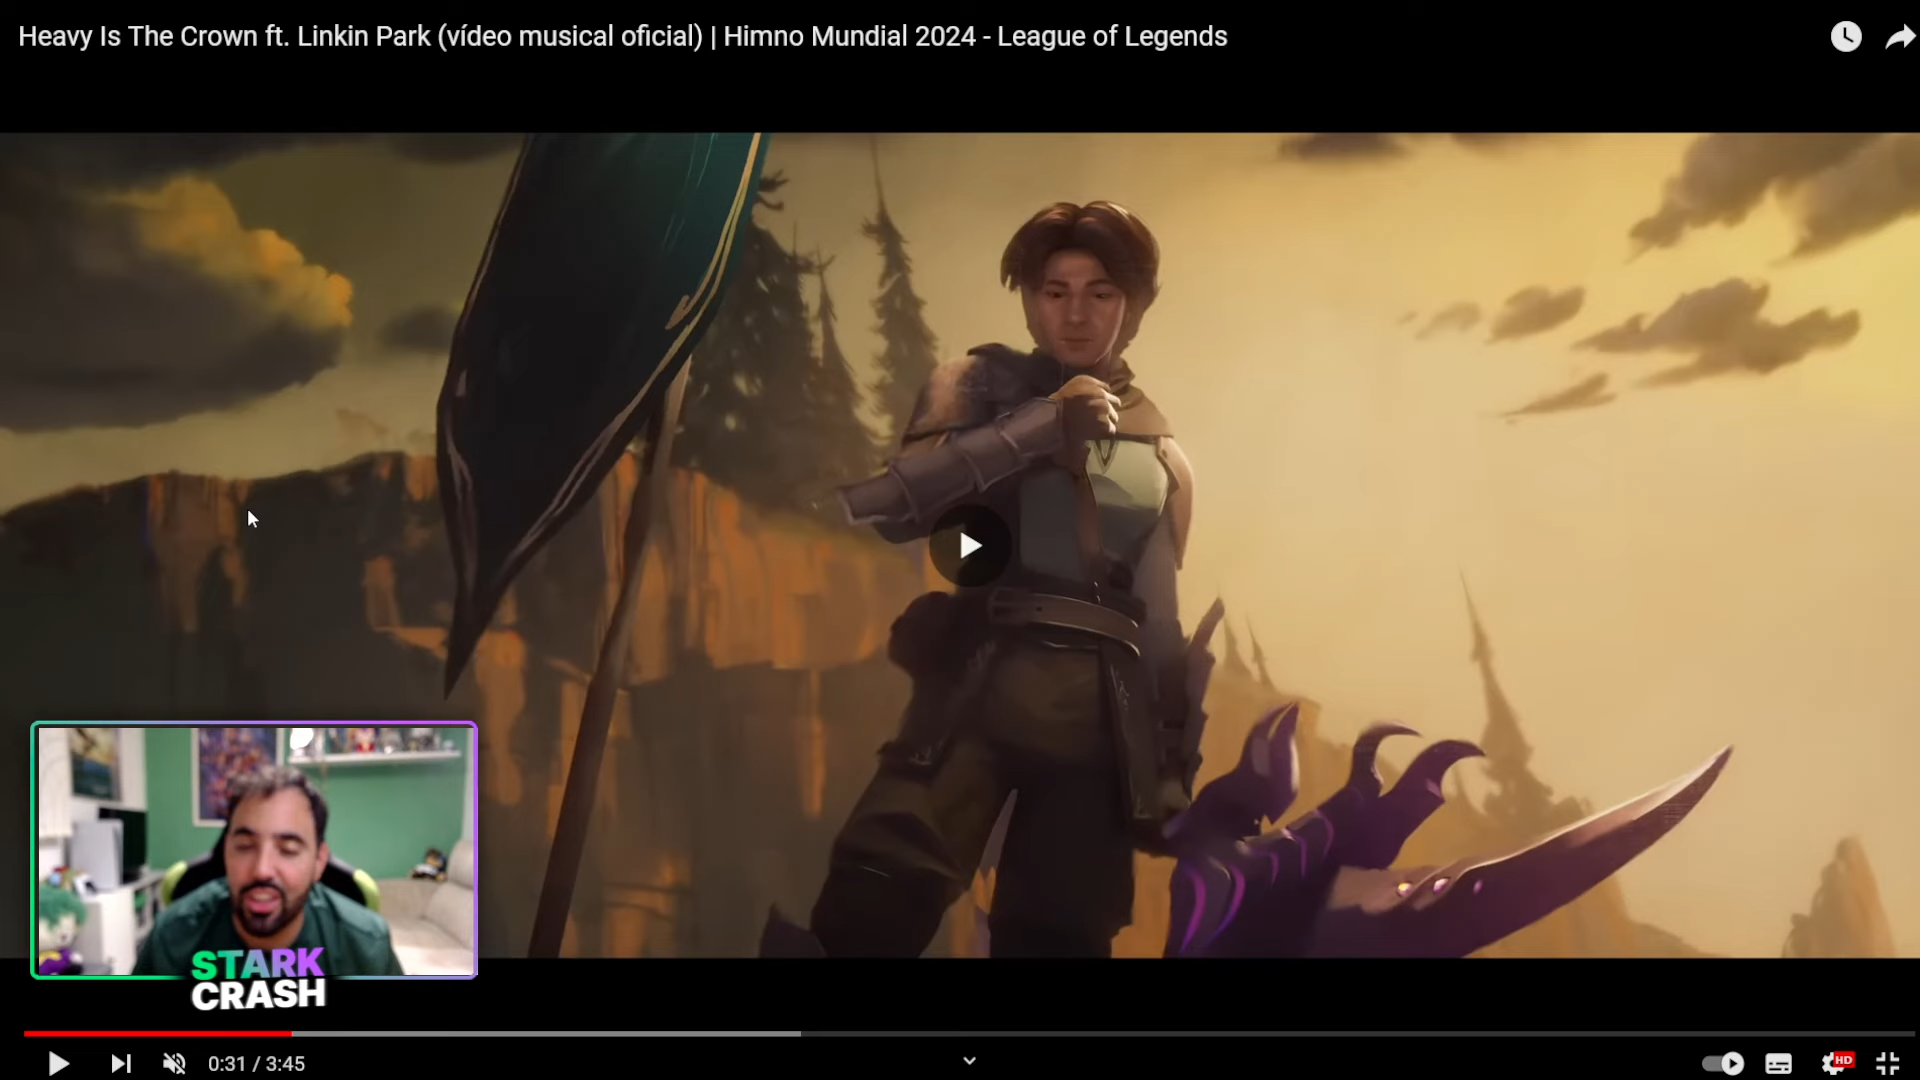 Heavy Is The Crown ft. Linkin Park (vídeo musical oficial) | Himno Mundial 2024 - League of Legends
STARK
CRASH
0:31 / 3:45
HD